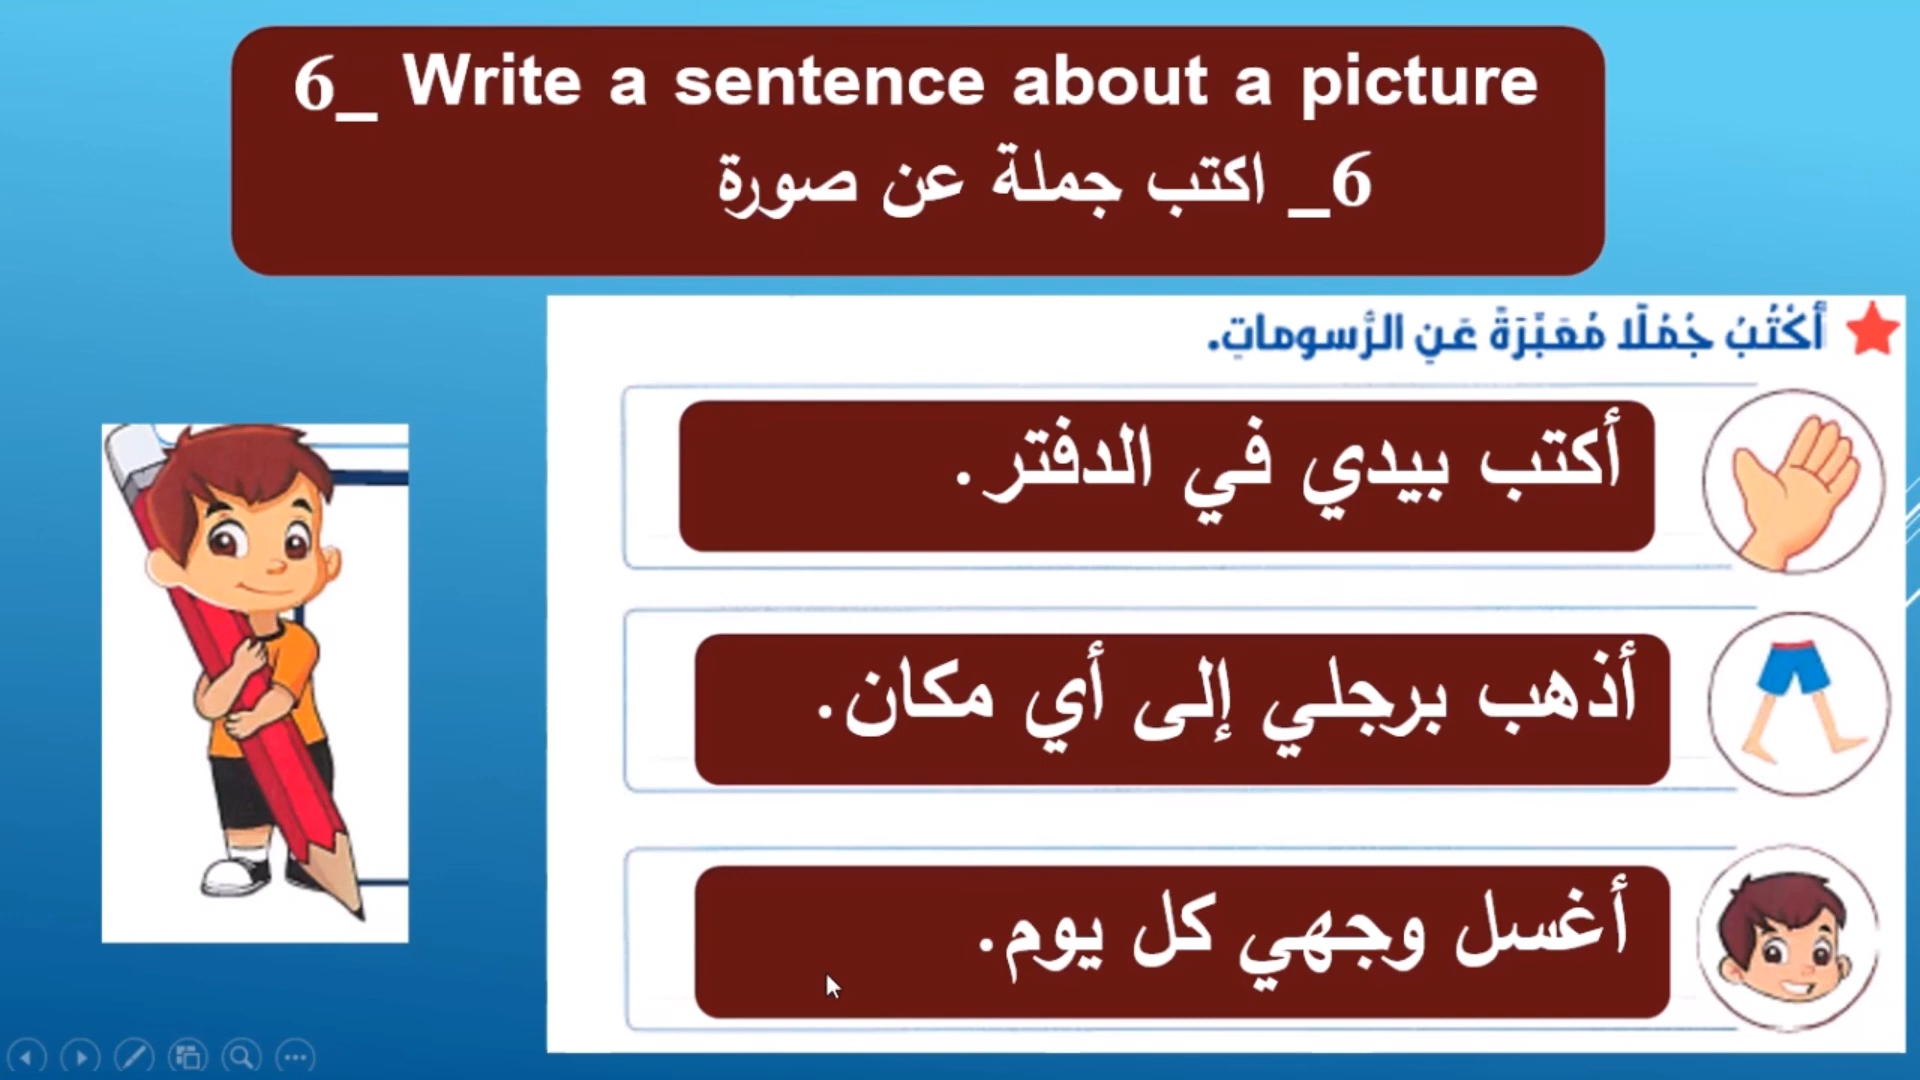 6_ Write a sentence about a picture
6_ اكتب جملة عن صورة
أَكْتُبُ جُمَلًا مُعَبِّرَةً عَنِ الرُّسوماتِ.
أكتب بيدي في الدفتر.
أذهب برجلي إلى أي مكان.
أغسل وجهي كل يوم.